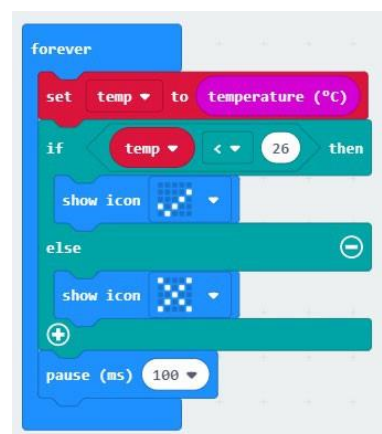 forever
set temp to temperature (°C)
if temp < 26 then
show icon
else
show icon
pause (ms) 100